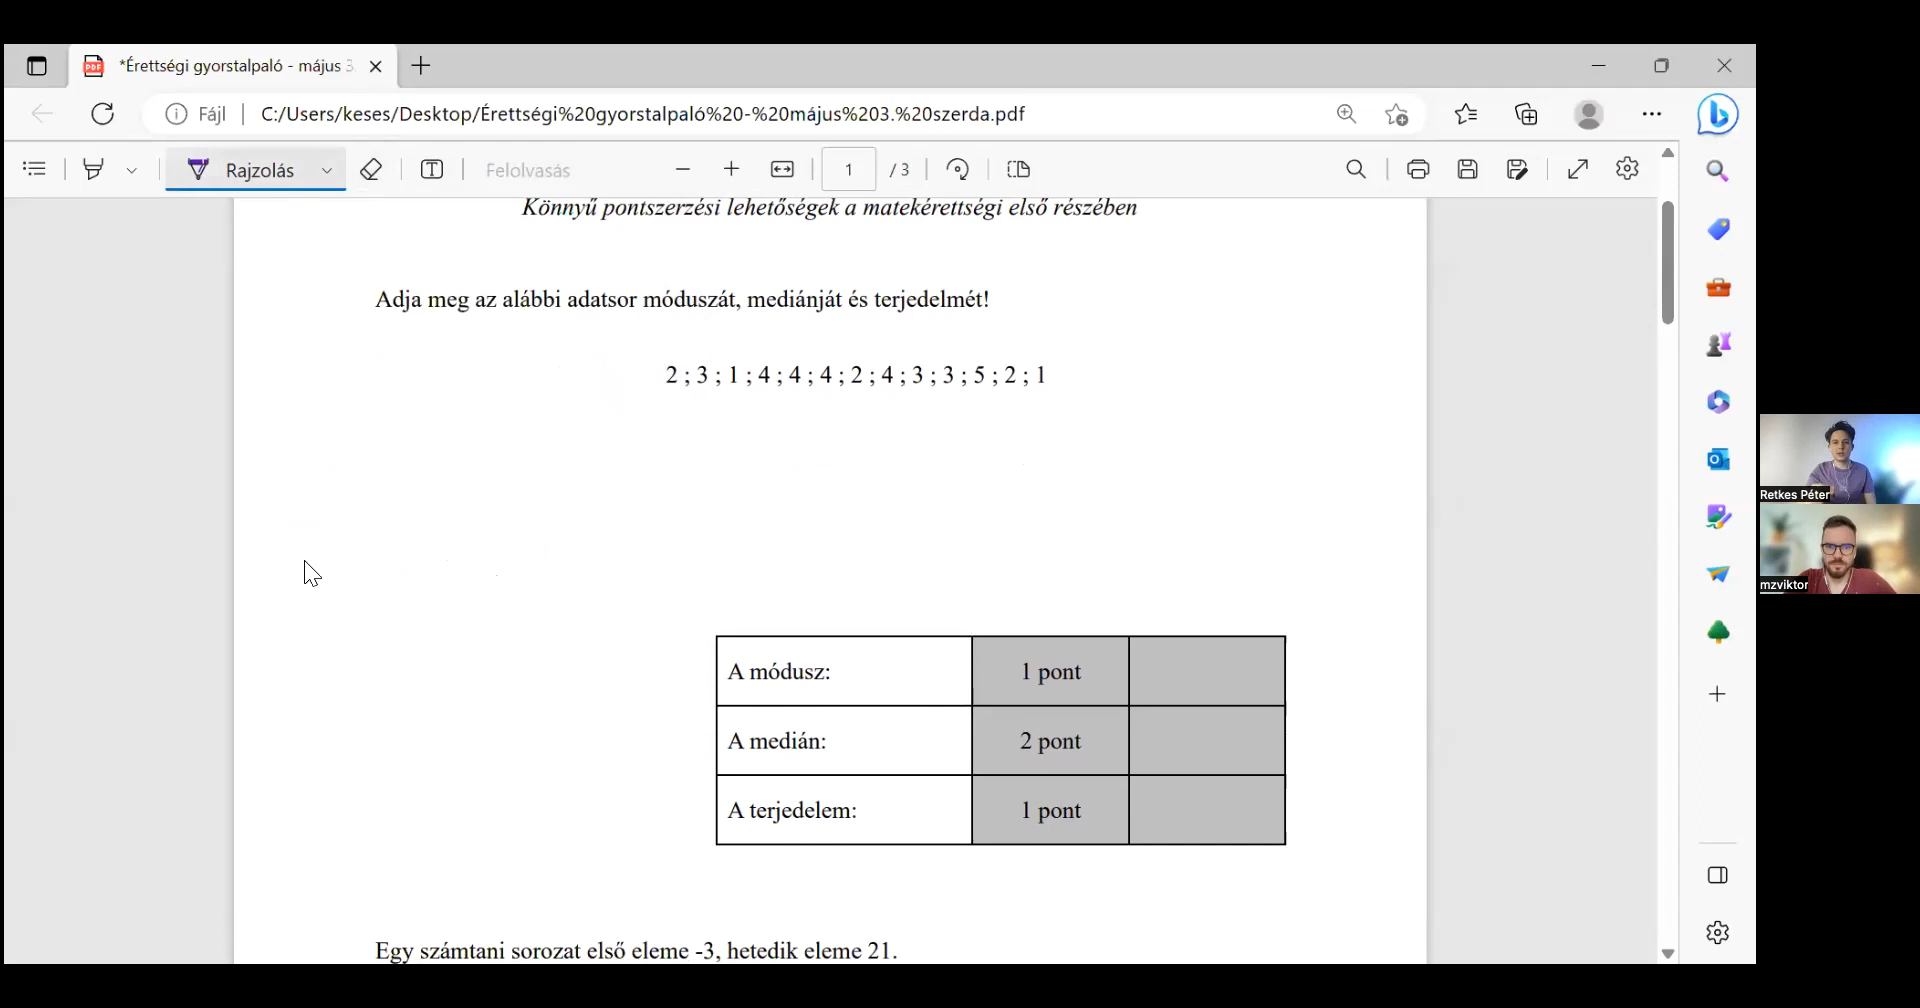 *Érettségi gyorstalpaló - május 3
Fájl
C:/Users/keses/Desktop/Érettségi%20gyorstalpaló%20-%20május%203.%20szerda.pdf
Rajzolás
Felolvasás
1 / 3
Könnyű pontszerzési lehetőségek a matekérettségi első részében
Adja meg az alábbi adatsor móduszát, mediánját és terjedelmét!
2 ; 3 ; 1 ; 4 ; 4 ; 4 ; 2 ; 4 ; 3 ; 3 ; 5 ; 2 ; 1
A módusz: 1 pont
A medián: 2 pont
A terjedelem: 1 pont
Egy számtani sorozat első eleme -3, hetedik eleme 21.
Retkes Péter
mzviktor